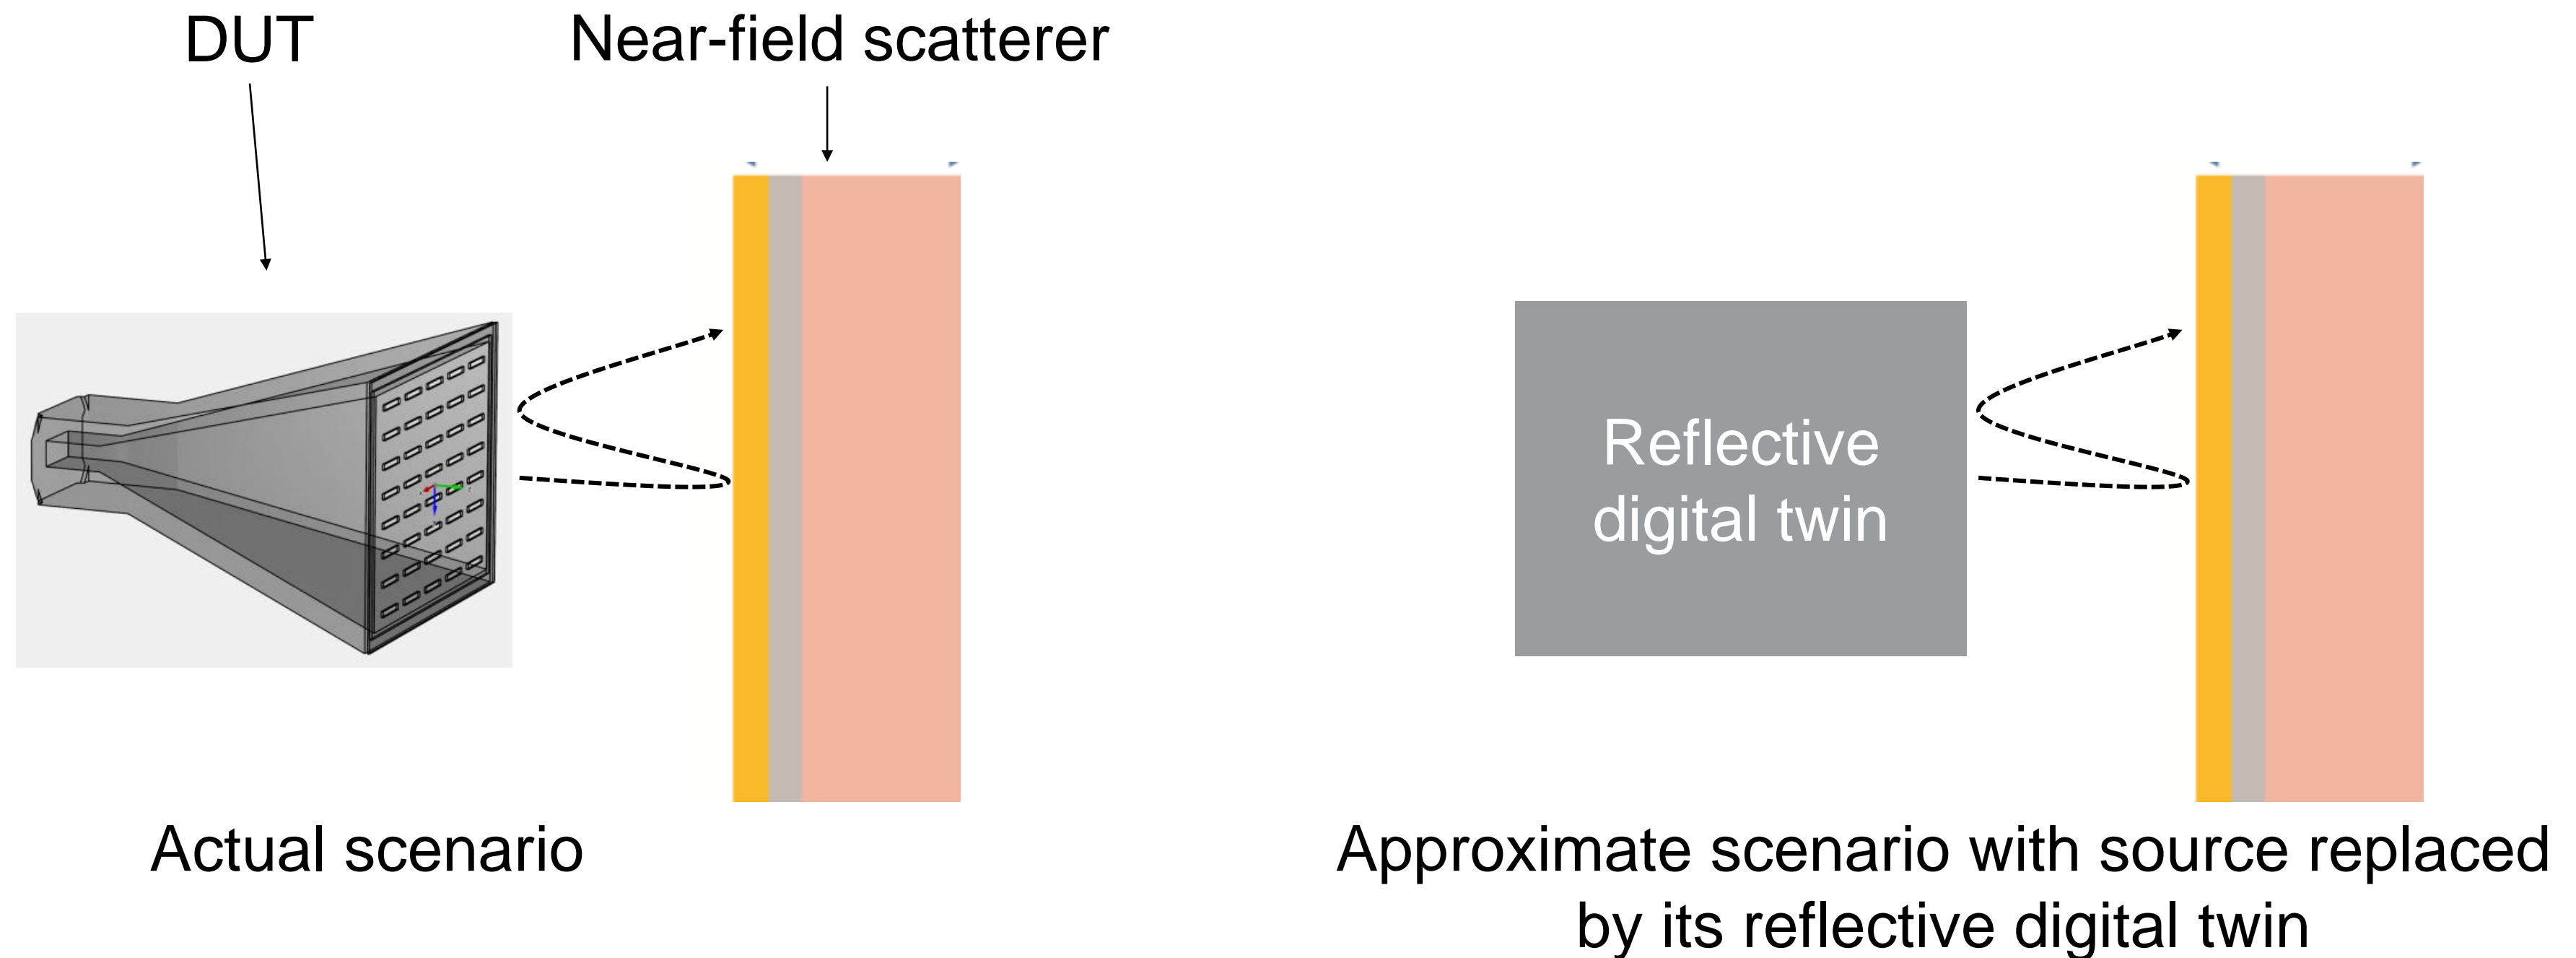 DUT
Near-field scatterer
Reflective
digital twin
Actual scenario
Approximate scenario with source replaced
by its reflective digital twin